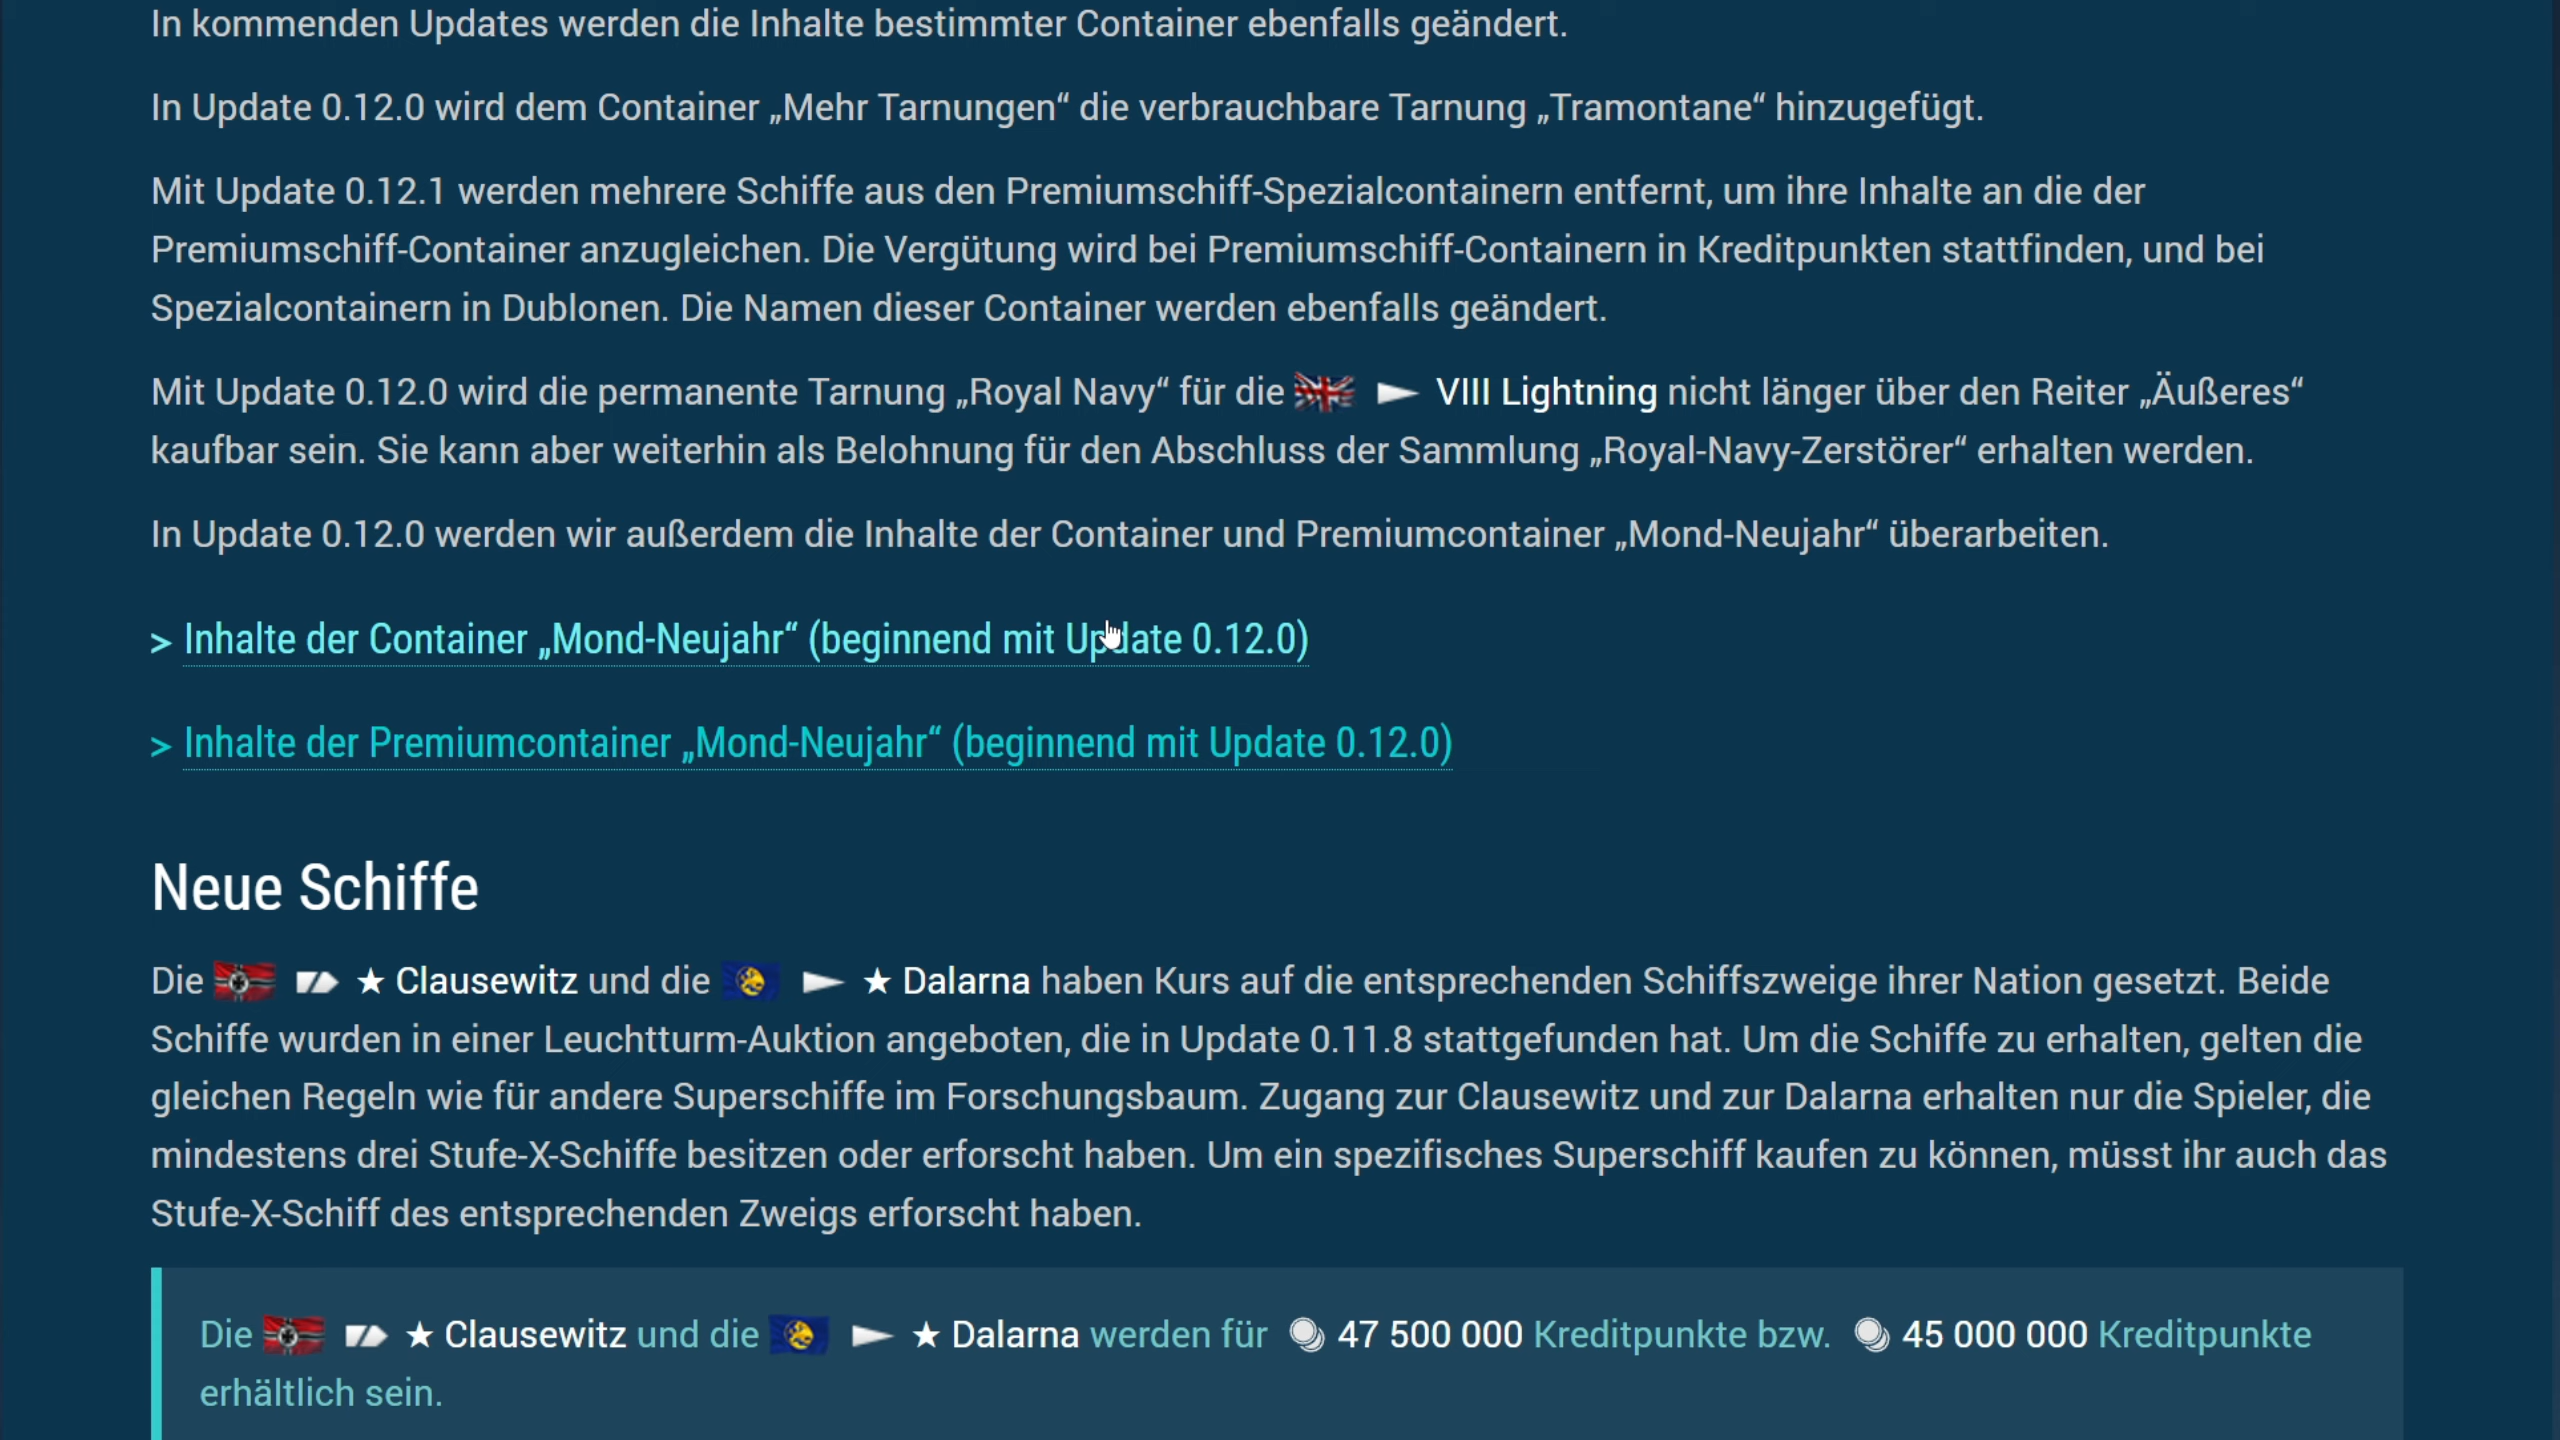 In kommenden Updates werden die Inhalte bestimmter Container ebenfalls geändert.
In Update 0.12.0 wird dem Container „Mehr Tarnungen“ die verbrauchbare Tarnung „Tramontane“ hinzugefügt.
Mit Update 0.12.1 werden mehrere Schiffe aus den Premiumschiff-Spezialcontainern entfernt, um ihre Inhalte an die der
Premiumschiff-Container anzugleichen. Die Vergütung wird bei Premiumschiff-Containern in Kreditpunkten stattfinden, und bei
Spezialcontainern in Dublonen. Die Namen dieser Container werden ebenfalls geändert.
Mit Update 0.12.0 wird die permanente Tarnung „Royal Navy“ für die VIII Lightning nicht länger über den Reiter „Äußeres“
kaufbar sein. Sie kann aber weiterhin als Belohnung für den Abschluss der Sammlung „Royal-Navy-Zerstörer“ erhalten werden.
In Update 0.12.0 werden wir außerdem die Inhalte der Container und Premiumcontainer „Mond-Neujahr“ überarbeiten.
> Inhalte der Container „Mond-Neujahr“ (beginnend mit Update 0.12.0)
> Inhalte der Premiumcontainer „Mond-Neujahr“ (beginnend mit Update 0.12.0)
Neue Schiffe
Die ★ Clausewitz und die ★ Dalarna haben Kurs auf die entsprechenden Schiffszweige ihrer Nation gesetzt. Beide
Schiffe wurden in einer Leuchtturm-Auktion angeboten, die in Update 0.11.8 stattgefunden hat. Um die Schiffe zu erhalten, gelten die
gleichen Regeln wie für andere Superschiffe im Forschungsbaum. Zugang zur Clausewitz und zur Dalarna erhalten nur die Spieler, die
mindestens drei Stufe-X-Schiffe besitzen oder erforscht haben. Um ein spezifisches Superschiff kaufen zu können, müsst ihr auch das
Stufe-X-Schiff des entsprechenden Zweigs erforscht haben.
Die ★ Clausewitz und die ★ Dalarna werden für 47 500 000 Kreditpunkte bzw. 45 000 000 Kreditpunkte
erhältlich sein.